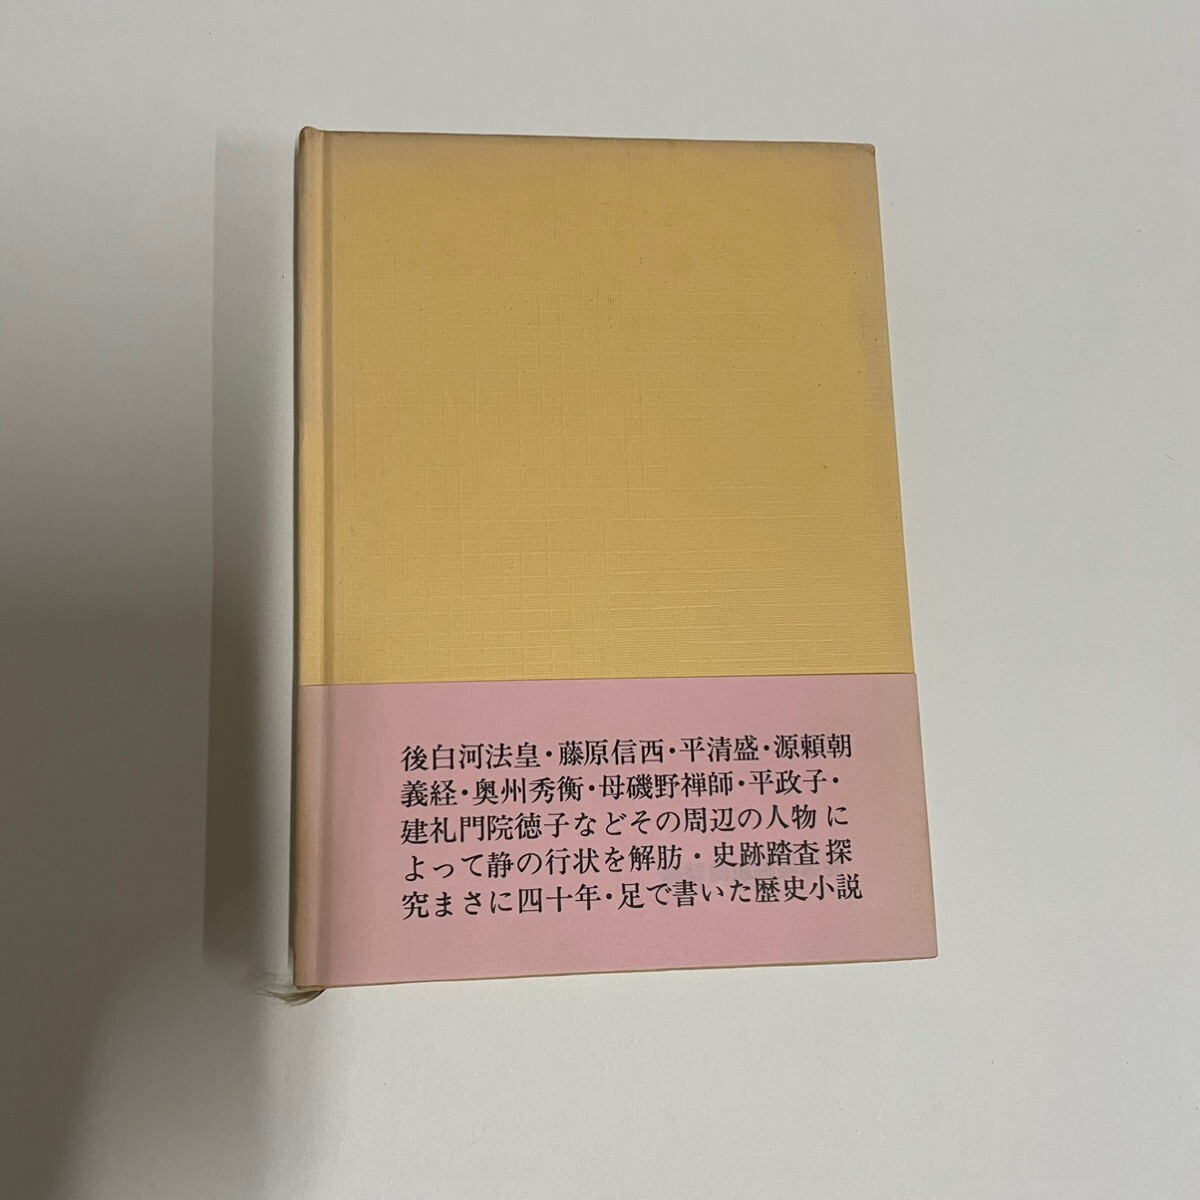 後白河法皇・藤原信西・平清盛・源頼朝
義経・奥州秀衡・母磯野禅師・平政子・
建礼門院徳子などその周辺の人物に
よって静の行状を解肪・史跡踏査探
究まさに四十年・足で書いた歴史小説